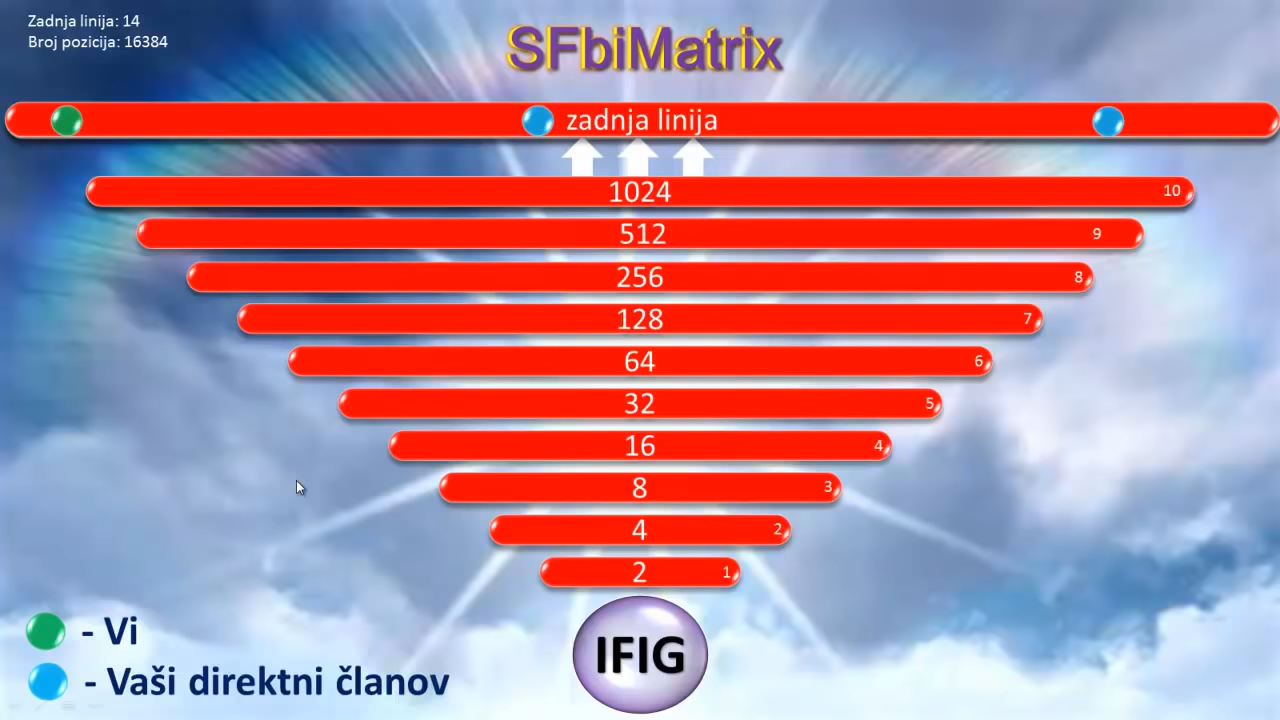 Zadnja linija: 14
Broj pozicija: 16384
SFbiMatrix
zadnja linija
1024 10
512 9
256 8
128 7
64 6
32 5
16 4
8 3
4 2
2 1
IFIG
- Vi
- Vaši direktni članov